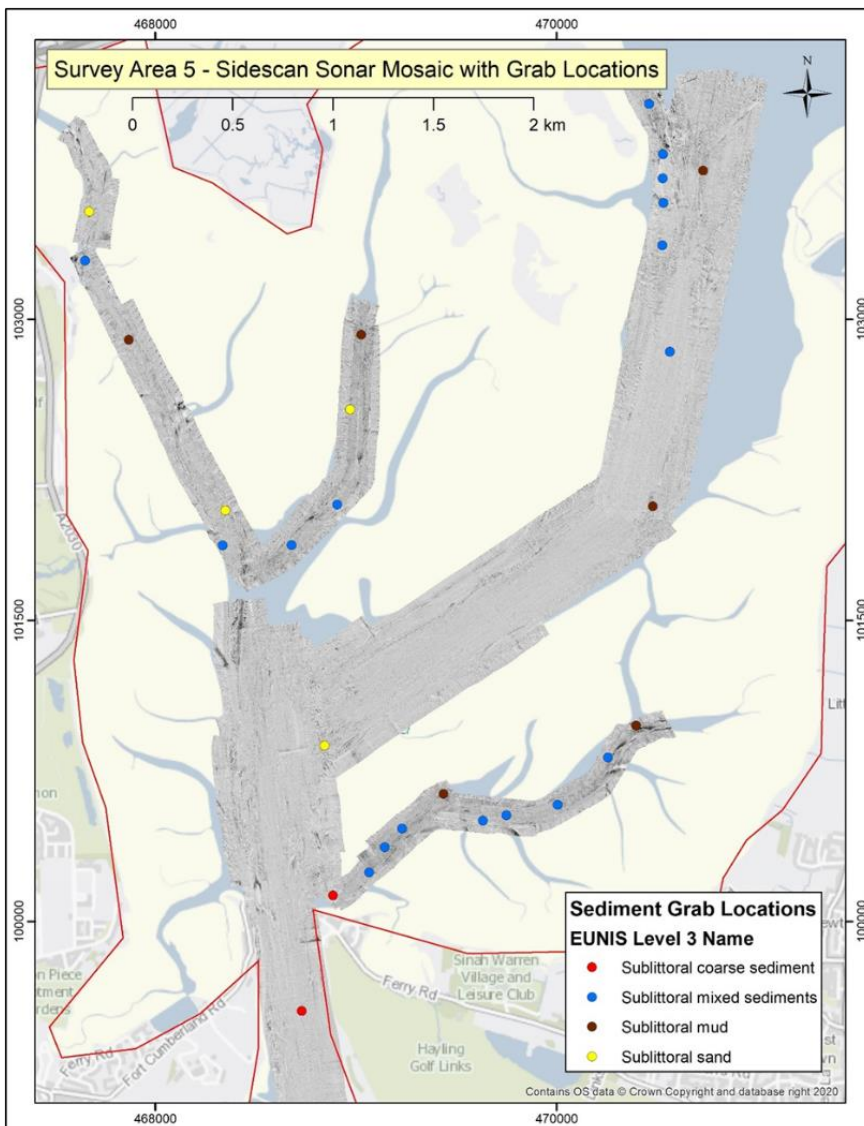 468000
470000
Survey Area 5 - Sidescan Sonar Mosaic with Grab Locations
N
0 0.5 1 1.5 2 km
103000
103000
A2030
101500
101500
100000
100000
Ferry Rd
Fort Cumberland Rd
Ferry Rd
Sinah Warren
Village and
Leisure Club
Hayling
Golf Links
Sediment Grab Locations
EUNIS Level 3 Name
Sublittoral coarse sediment
Sublittoral mixed sediments
Sublittoral mud
Sublittoral sand
Contains OS data © Crown Copyright and database right 2020
468000
470000